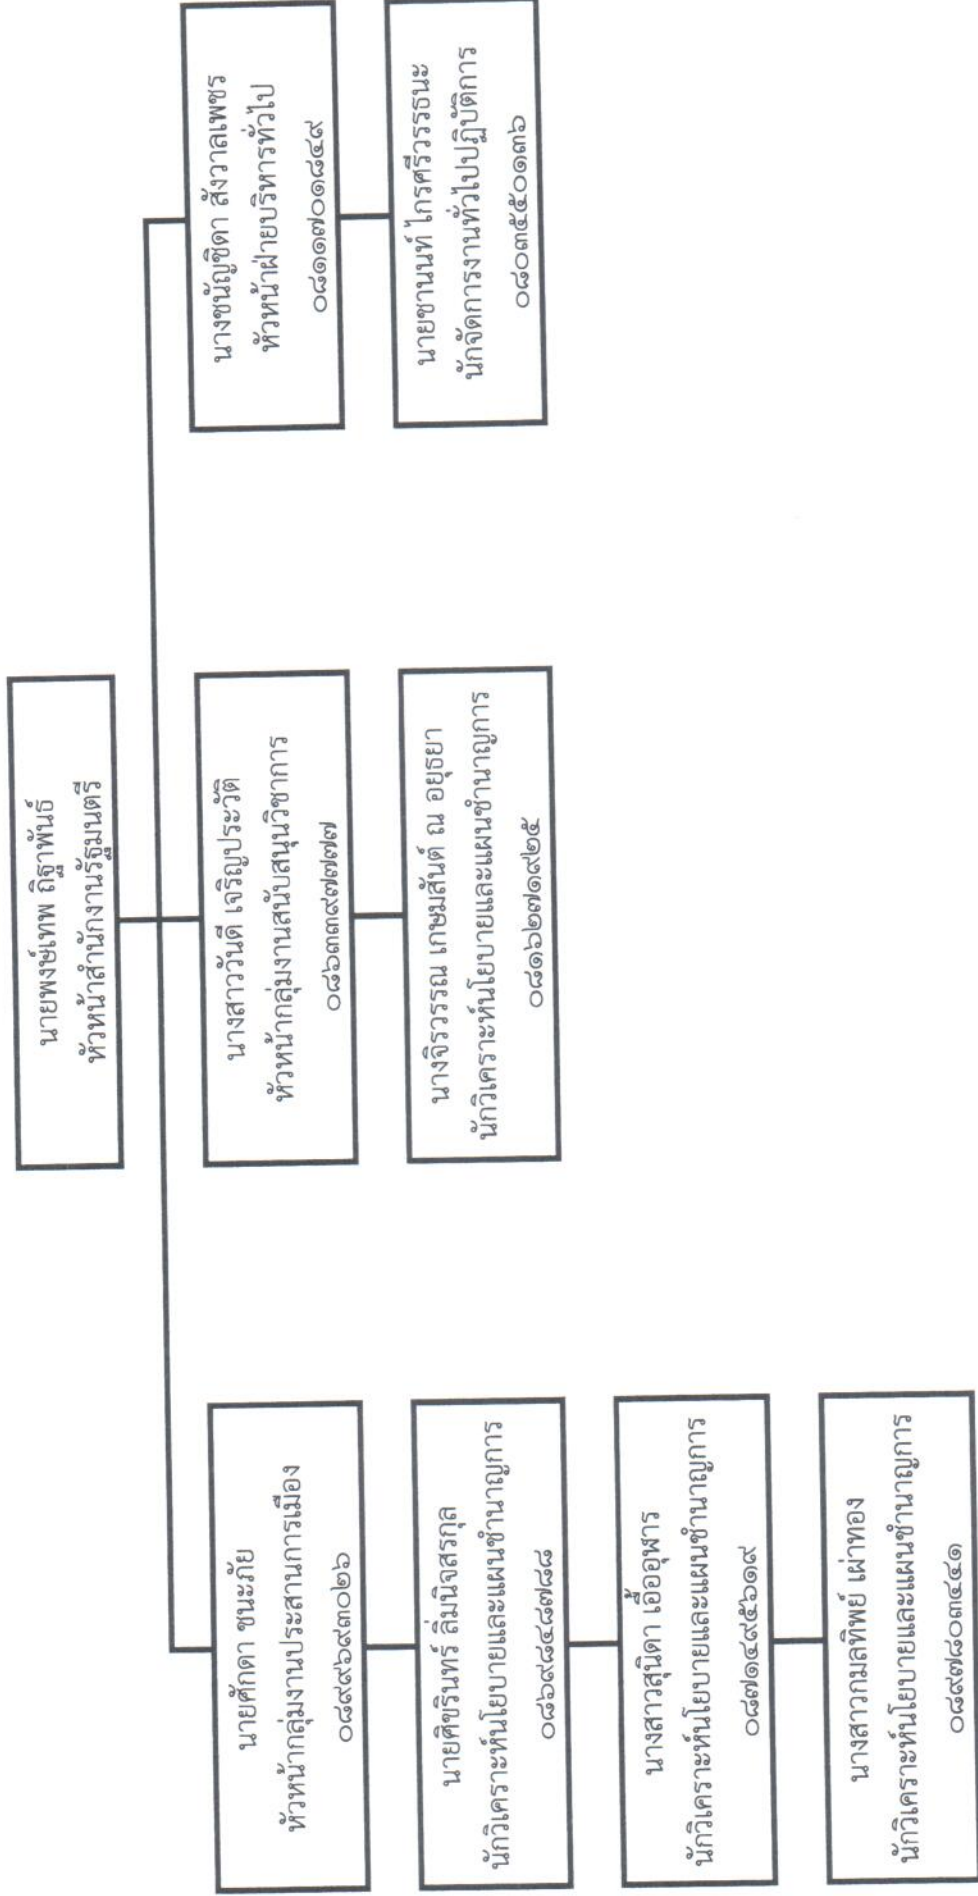 นายพงษ์เทพ ถิฐาพันธ์
หัวหน้าสำนักงานรัฐมนตรี
นายศักดา ชนะภัย
หัวหน้ากลุ่มงานประสานการเมือง
๐๘๙๙๖๙๓๐๒๖
นายศิขรินทร์ ลิ่มนิจสรกุล
นักวิเคราะห์นโยบายและแผนชำนาญการ
๐๘๖๙๘๔๘๗๘๘
นางสาวสุนิดา เอื้ออุฬาร
นักวิเคราะห์นโยบายและแผนชำนาญการ
๐๘๗๑๔๙๕๖๑๙
นางสาวกมลทิพย์ เผ่าทอง
นักวิเคราะห์นโยบายและแผนชำนาญการ
๐๘๙๗๘๐๓๔๔๑
นางสาววันดี เจริญประวัติ
หัวหน้ากลุ่มงานสนับสนุนวิชาการ
๐๘๖๓๓๙๗๗๗๗
นางจิรวรรณ เกษมสันต์ ณ อยุธยา
นักวิเคราะห์นโยบายและแผนชำนาญการ
๐๘๑๖๒๗๑๙๒๕
นางชนัญชิดา สังวาลเพชร
หัวหน้าฝ่ายบริหารทั่วไป
๐๘๑๑๗๐๑๘๔๙
นายชานนท์ ไกรศรีวรรธนะ
นักจัดการงานทั่วไปปฏิบัติการ
๐๘๐๓๕๕๐๑๓๖